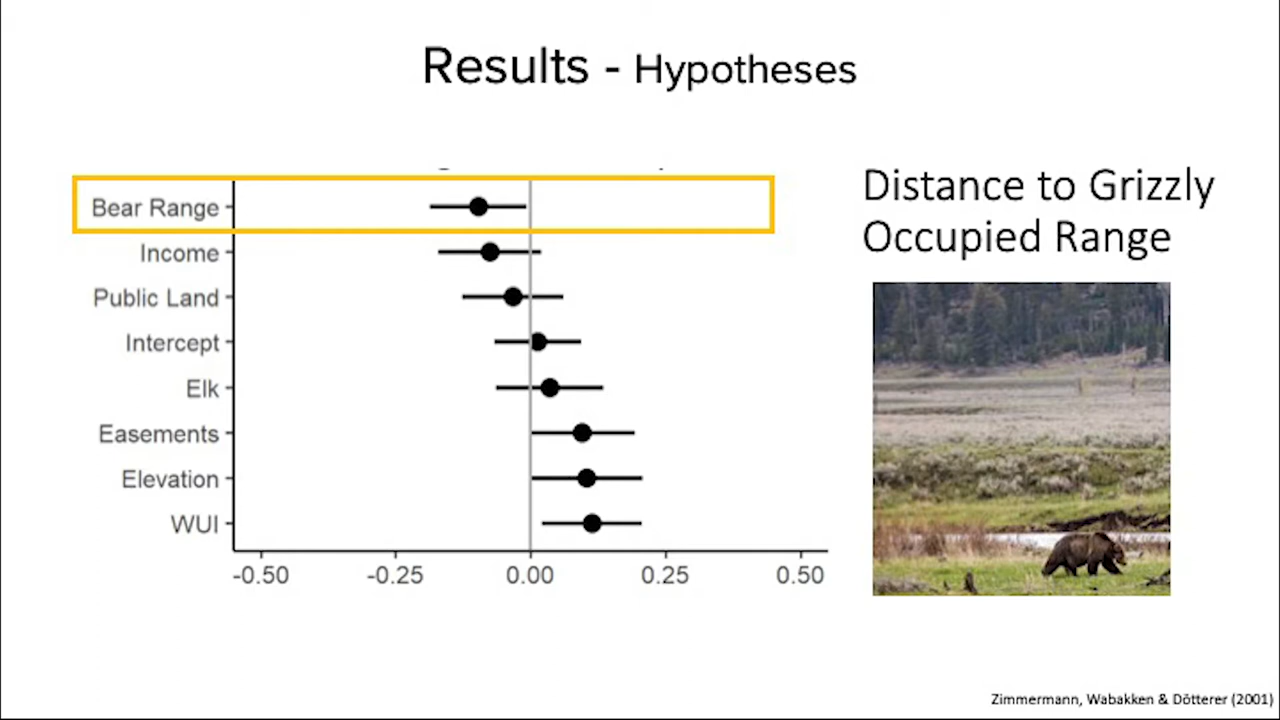 Results - Hypotheses
Distance to Grizzly
Occupied Range
Bear Range
Income
Public Land
Intercept
Elk
Easements
Elevation
WUI
-0.50 -0.25 0.00 0.25 0.50
Zimmermann, Wabakken & Dötterer (2001)